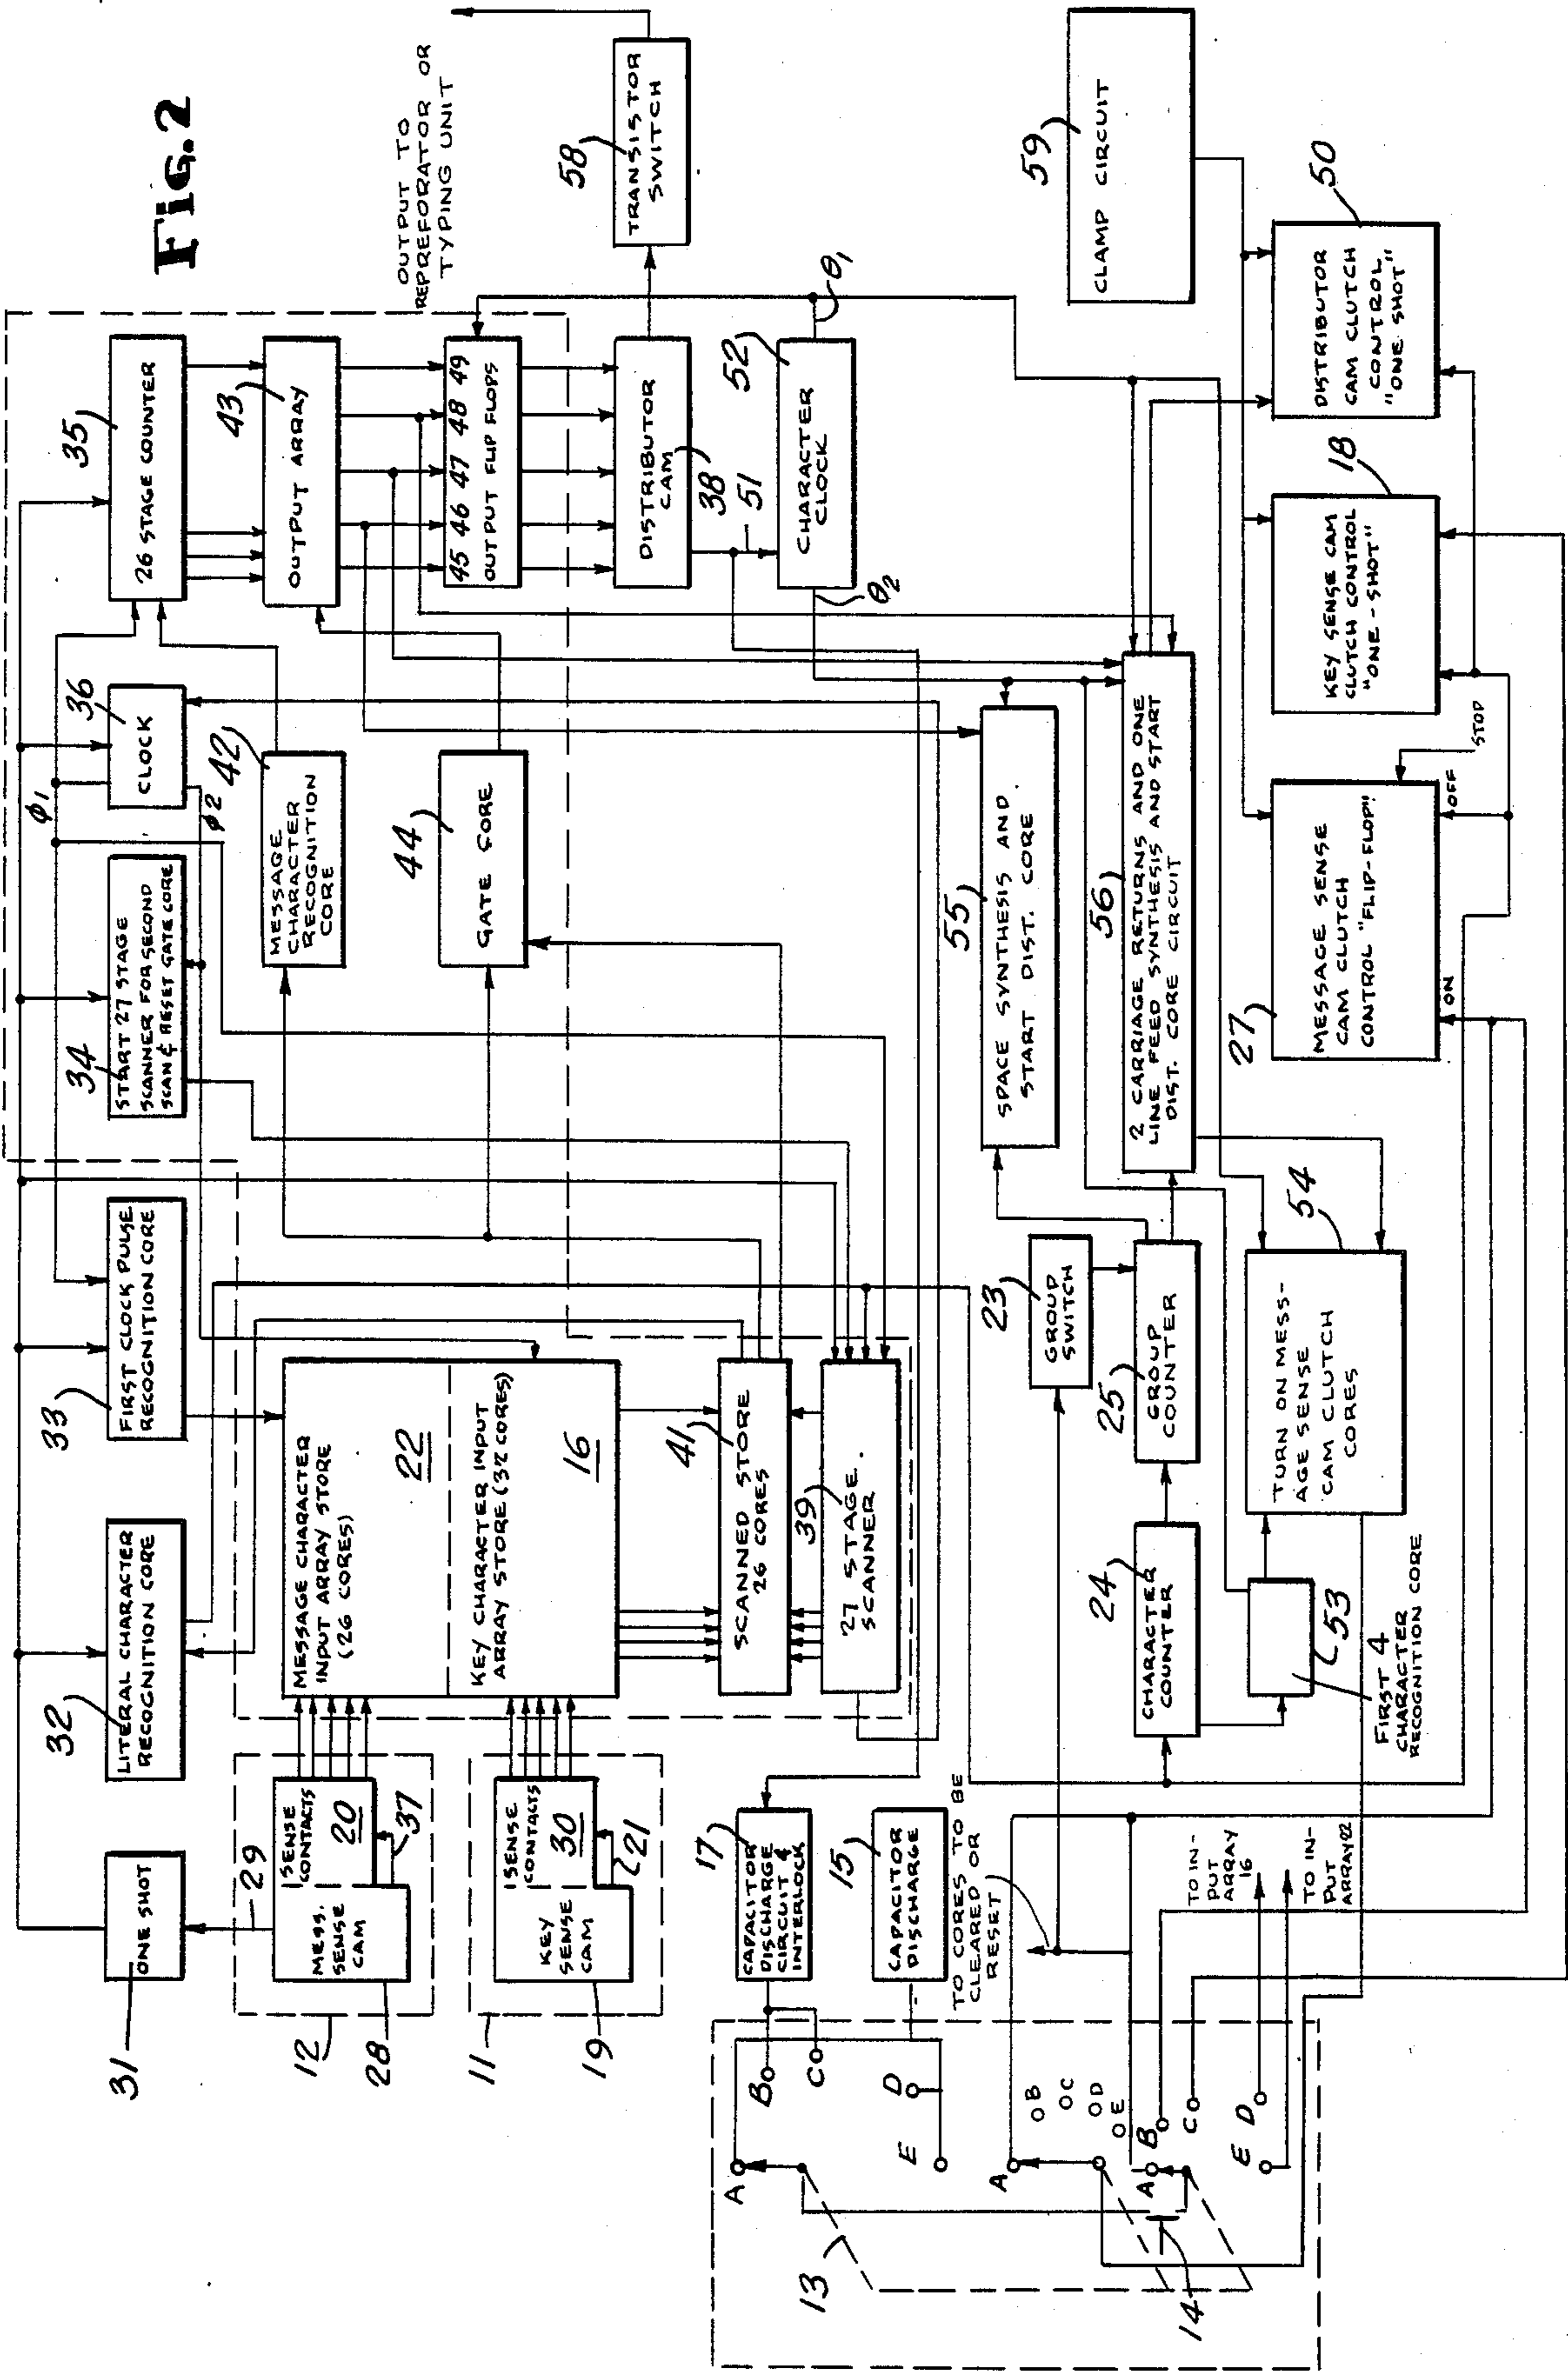 Fig. 2
31
ONE SHOT
32
LITERAL CHARACTER
RECOGNITION CORE
33
FIRST CLOCK PULSE
RECOGNITION CORE
34
START 27 STAGE
SCANNER FOR SECOND
SCAN & RESET GATE CORE
φ1
36
CLOCK
φ2
35
26 STAGE COUNTER
29
12
28
MESS.
SENSE
CAM
SENSE
CONTACTS
20
37
11
19
KEY
SENSE
CAM
SENSE
CONTACTS
30
21
MESSAGE CHARACTER
INPUT ARRAY STORE
(26 CORES)
22
KEY CHARACTER INPUT
ARRAY STORE (32 CORES)
16
41
SCANNED STORE
26 CORES
39
27 STAGE
SCANNER
42
MESSAGE
CHARACTER
RECOGNITION
CORE
44
GATE CORE
43
OUTPUT ARRAY
45 46 47 48 49
OUTPUT FLIP FLOPS
DISTRIBUTOR
CAM
38
51
52
CHARACTER
CLOCK
θ1
θ2
OUTPUT TO
REPREFORATOR OR
TYPING UNIT
58
TRANSISTOR
SWITCH
17
CAPACITOR
DISCHARGE
CIRCUIT &
INTERLOCK
15
CAPACITOR
DISCHARGE
TO CORES TO BE
CLEARED OR
RESET
23
GROUP
SWITCH
25
GROUP
COUNTER
24
CHARACTER
COUNTER
53
FIRST 4
CHARACTER
RECOGNITION CORE
54
TURN ON MESS-
AGE SENSE
CAM CLUTCH
CORES
55
SPACE SYNTHESIS AND
START DIST. CORE
56
2 CARRIAGE RETURNS AND ONE
LINE FEED SYNTHESIS AND START
DIST. CORE CIRCUIT
59
CLAMP CIRCUIT
27
MESSAGE SENSE
CAM CLUTCH
CONTROL "FLIP-FLOP"
ON
OFF
STOP
18
KEY SENSE CAM
CLUTCH CONTROL
"ONE-SHOT"
50
DISTRIBUTOR
CAM CLUTCH
CONTROL,
"ONE SHOT"
13
14
A
B
C
D
E
A
B
C
D
E
A
B
C
D
E
TO IN-
PUT
ARRAY
16
TO IN-
PUT
ARRAY 22